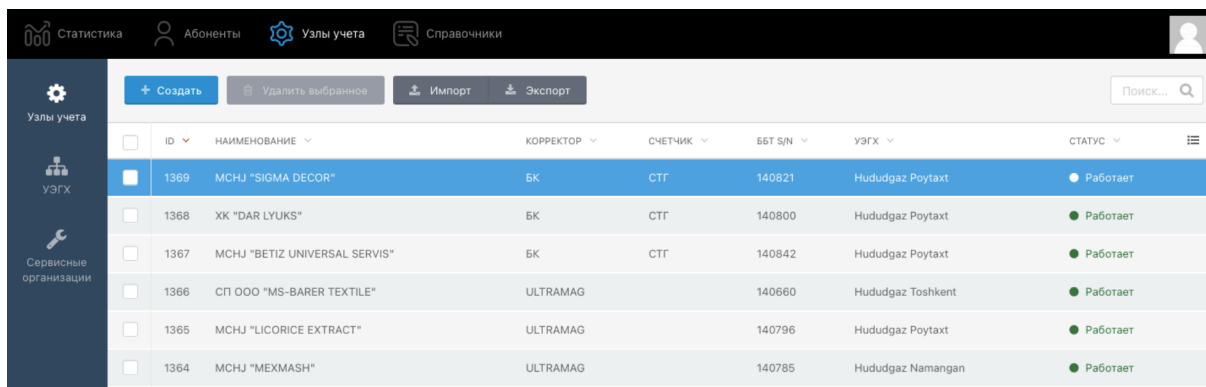 Статистика Абоненты Узлы учета Справочники
Узлы учета
УЭГХ
Сервисные
организации
+ Создать Удалить выбранное Импорт Экспорт Поиск...
ID НАИМЕНОВАНИЕ КОРРЕКТОР СЧЕТЧИК ББТ S/N УЭГХ СТАТУС
1369 MCHJ "SIGMA DECOR" БК СТГ 140821 Hududgaz Poytaxt Работает
1368 XK "DAR LYUKS" БК СТГ 140800 Hududgaz Poytaxt Работает
1367 MCHJ "BETIZ UNIVERSAL SERVIS" БК СТГ 140842 Hududgaz Poytaxt Работает
1366 СП ООО "MS-BARER TEXTILE" ULTRAMAG 140660 Hududgaz Toshkent Работает
1365 MCHJ "LICORICE EXTRACT" ULTRAMAG 140796 Hududgaz Poytaxt Работает
1364 MCHJ "MEXMASH" ULTRAMAG 140785 Hududgaz Namangan Работает